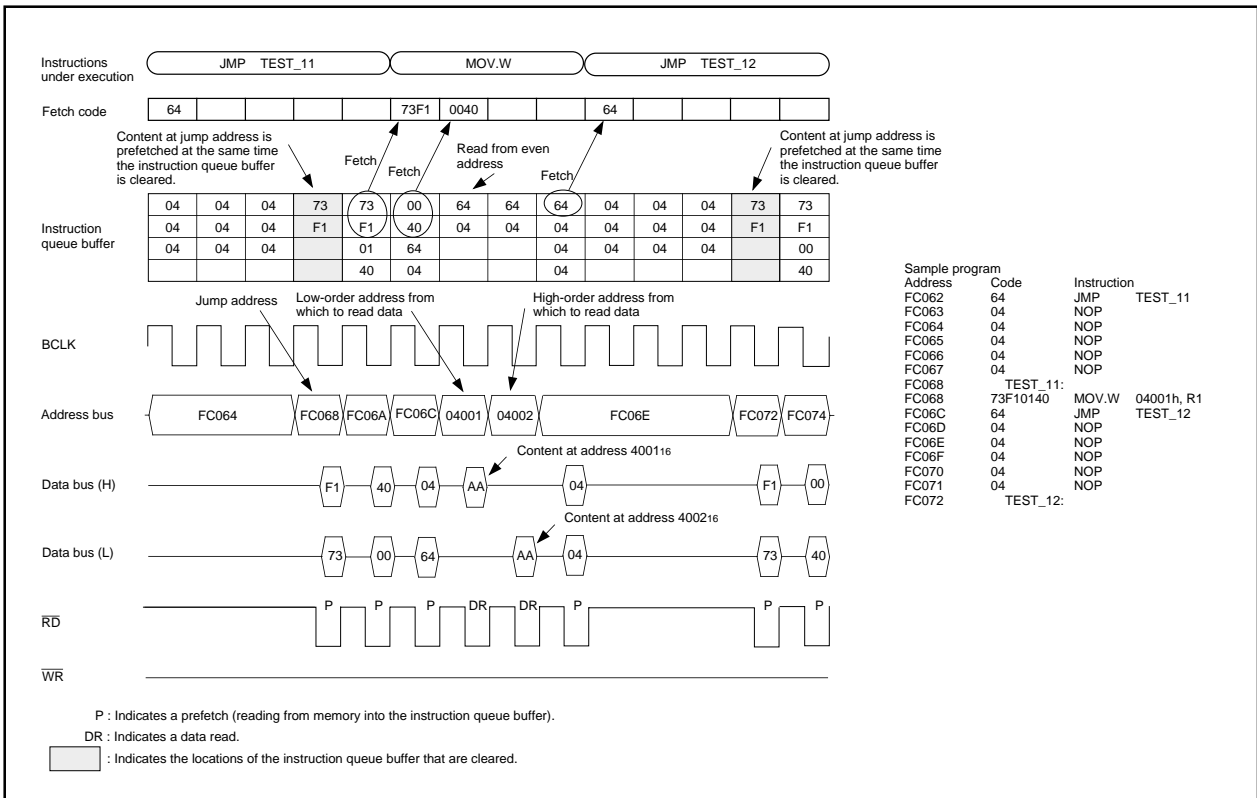 Instructions
under execution
JMP TEST_11
MOV.W
JMP TEST_12
Fetch code
64
73F1
0040
64
Content at jump address is
prefetched at the same time
the instruction queue buffer
is cleared.
Fetch
Fetch
Read from even
address
Fetch
Content at jump address is
prefetched at the same time
the instruction queue buffer
is cleared.
Instruction
queue buffer
04 04 04 73 73 00 64 64 64 04 04 04 73 73
04 04 04 F1 F1 40 04 04 04 04 04 04 F1 F1
04 04 04 01 64 04 04 04 04 00
40 04 04 40
Jump address
Low-order address from
which to read data
High-order address from
which to read data
BCLK
Address bus
FC064 FC068 FC06A FC06C 04001 04002 FC06E FC072 FC074
Content at address 400116
Data bus (H)
F1 40 04 AA 04 F1 00
Content at address 400216
Data bus (L)
73 00 64 AA 04 73 40
RD
P P P DR DR P P P
WR
P : Indicates a prefetch (reading from memory into the instruction queue buffer).
DR : Indicates a data read.
: Indicates the locations of the instruction queue buffer that are cleared.
Sample program
Address Code Instruction
FC062 64 JMP TEST_11
FC063 04 NOP
FC064 04 NOP
FC065 04 NOP
FC066 04 NOP
FC067 04 NOP
FC068 TEST_11:
FC068 73F10140 MOV.W 04001h, R1
FC06C 64 JMP TEST_12
FC06D 04 NOP
FC06E 04 NOP
FC06F 04 NOP
FC070 04 NOP
FC071 04 NOP
FC072 TEST_12: